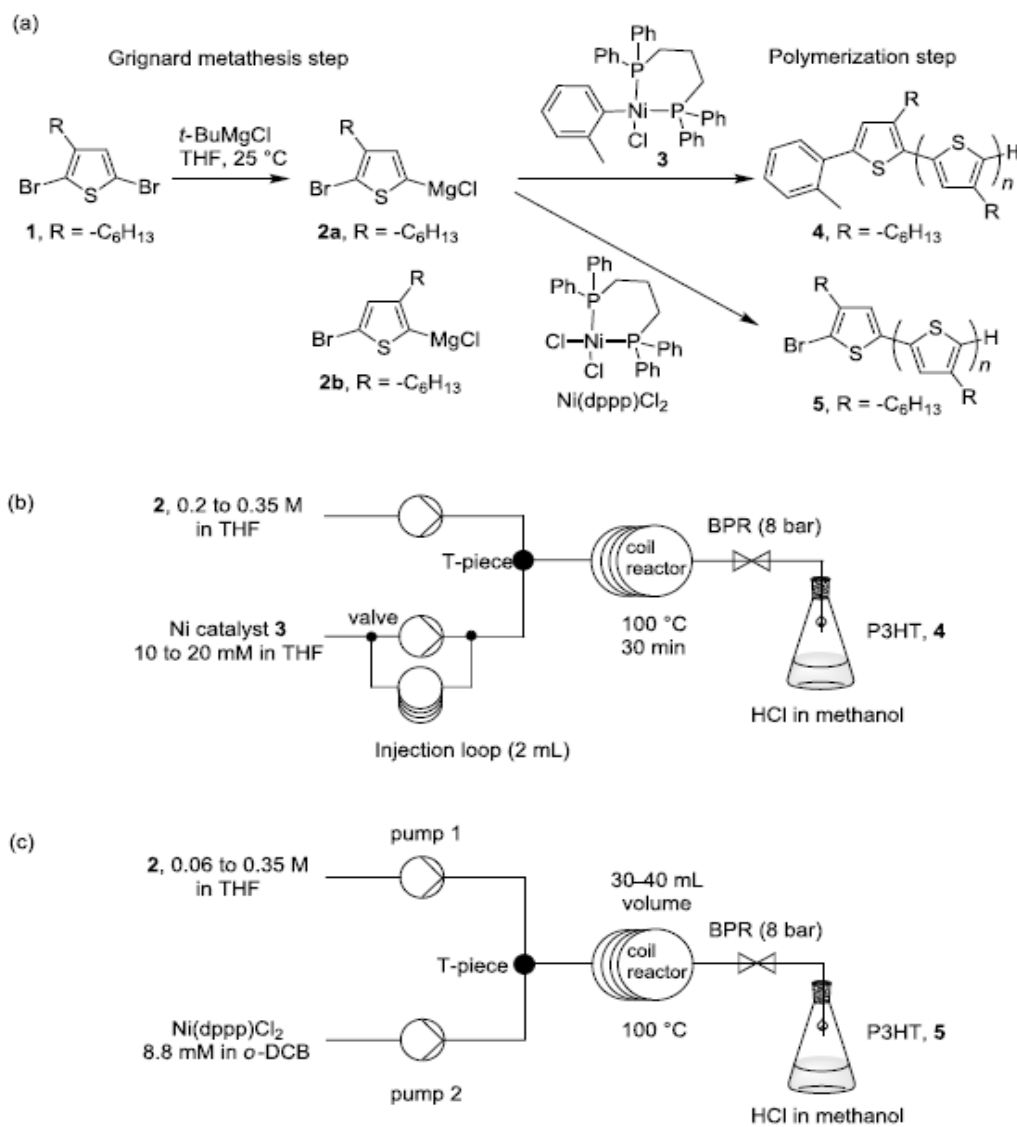 (a)
Grignard metathesis step
Polymerization step
R
Br
S
Br
1, R = -C6H13
t-BuMgCl
THF, 25 °C
R
Br
S
MgCl
2a, R = -C6H13
R
Br
S
MgCl
2b, R = -C6H13
Ph
Ph
P
Ni
P
Ph
Ph
Cl
3
Ph
Ph
P
Cl
Ni
P
Ph
Ph
Cl
Ni(dppp)Cl2
R
S
S
H
n
R
4, R = -C6H13
R
Br
S
S
H
n
R
5, R = -C6H13
(b)
2, 0.2 to 0.35 M
in THF
T-piece
valve
Ni catalyst 3
10 to 20 mM in THF
Injection loop (2 mL)
coil
reactor
100 °C
30 min
BPR (8 bar)
P3HT, 4
HCl in methanol
(c)
pump 1
2, 0.06 to 0.35 M
in THF
T-piece
Ni(dppp)Cl2
8.8 mM in o-DCB
pump 2
30–40 mL
volume
coil
reactor
100 °C
BPR (8 bar)
P3HT, 5
HCl in methanol